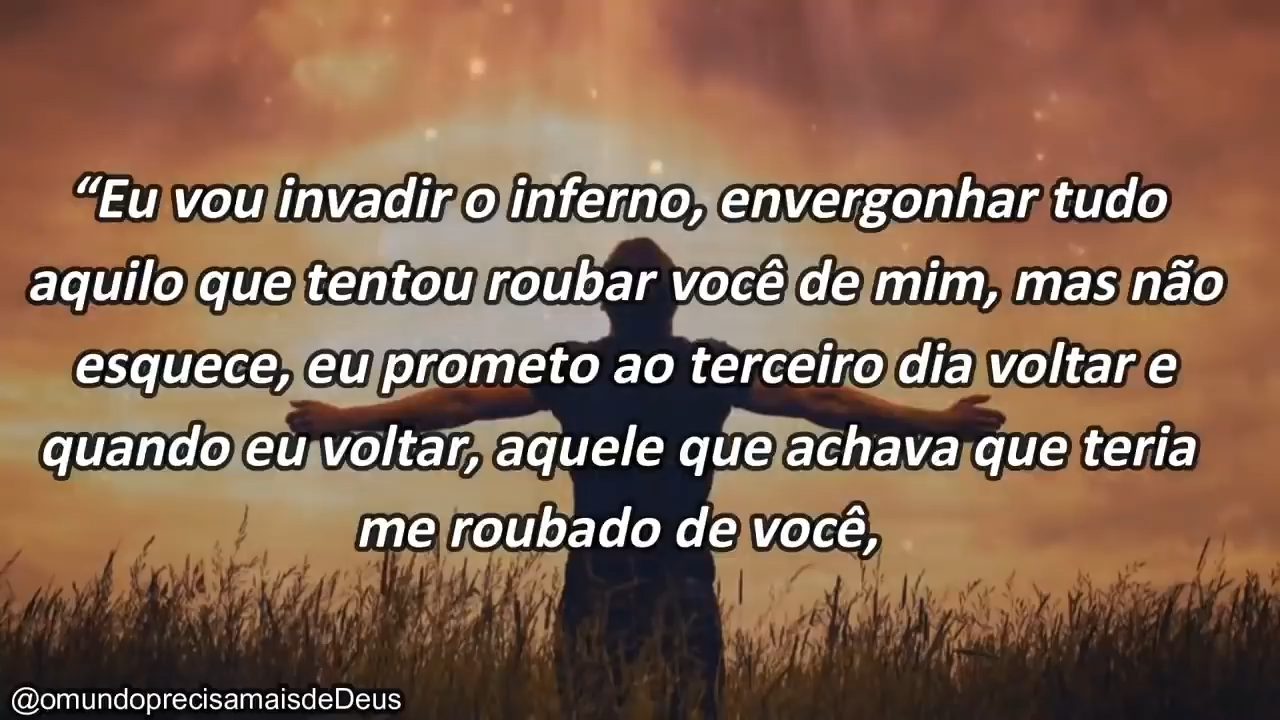 “Eu vou invadir o inferno, envergonhar tudo
aquilo que tentou roubar você de mim, mas não
esquece, eu prometo ao terceiro dia voltar e
quando eu voltar, aquele que achava que teria
me roubado de você,
@omundoprecisamaisdeDeus